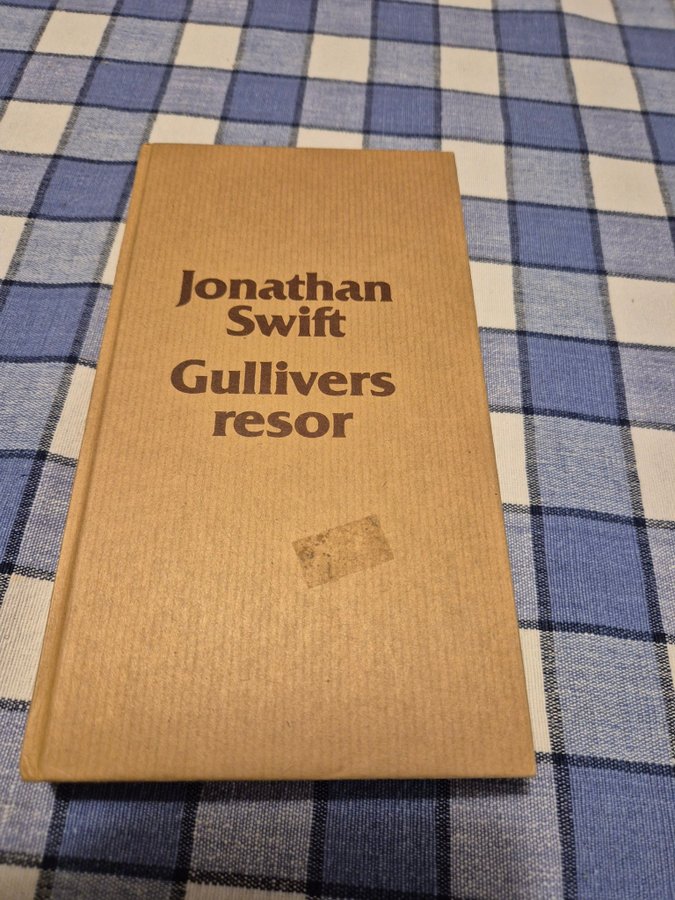 Jonathan
Swift
Gullivers
resor